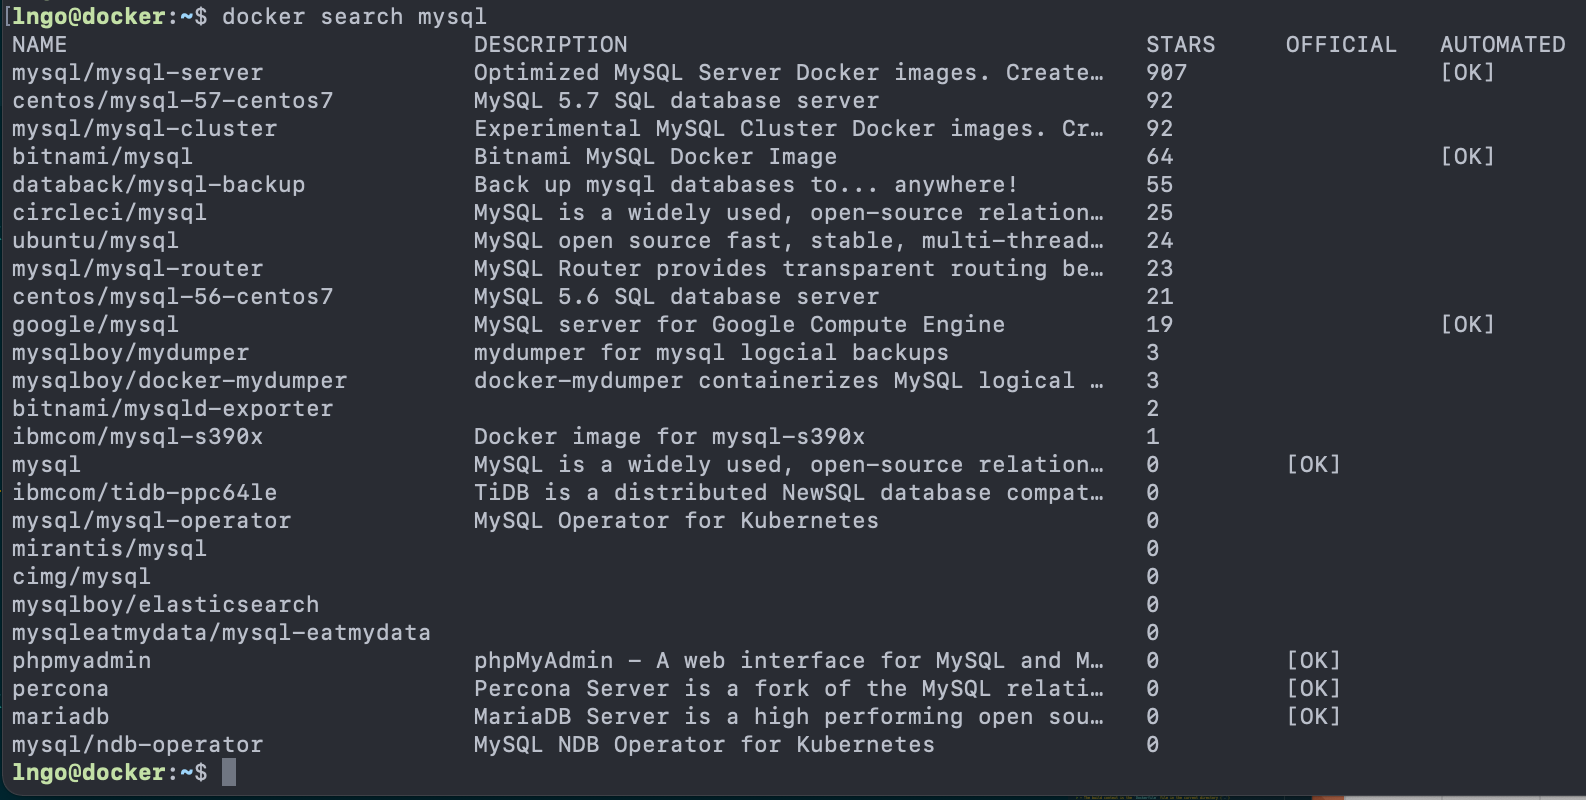 [lngo@docker:~$ docker search mysql
NAME DESCRIPTION STARS OFFICIAL AUTOMATED
mysql/mysql-server Optimized MySQL Server Docker images. Create… 907 [OK]
centos/mysql-57-centos7 MySQL 5.7 SQL database server 92
mysql/mysql-cluster Experimental MySQL Cluster Docker images. Cr… 92
bitnami/mysql Bitnami MySQL Docker Image 64 [OK]
databack/mysql-backup Back up mysql databases to... anywhere! 55
circleci/mysql MySQL is a widely used, open-source relation… 25
ubuntu/mysql MySQL open source fast, stable, multi-thread… 24
mysql/mysql-router MySQL Router provides transparent routing be… 23
centos/mysql-56-centos7 MySQL 5.6 SQL database server 21
google/mysql MySQL server for Google Compute Engine 19 [OK]
mysqlboy/mydumper mydumper for mysql logcial backups 3
mysqlboy/docker-mydumper docker-mydumper containerizes MySQL logical … 3
bitnami/mysqld-exporter 2
ibmcom/mysql-s390x Docker image for mysql-s390x 1
mysql MySQL is a widely used, open-source relation… 0 [OK]
ibmcom/tidb-ppc64le TiDB is a distributed NewSQL database compat… 0
mysql/mysql-operator MySQL Operator for Kubernetes 0
mirantis/mysql 0
cimg/mysql 0
mysqlboy/elasticsearch 0
mysqleatmydata/mysql-eatmydata 0
phpmyadmin phpMyAdmin - A web interface for MySQL and M… 0 [OK]
percona Percona Server is a fork of the MySQL relati… 0 [OK]
mariadb MariaDB Server is a high performing open sou… 0 [OK]
mysql/ndb-operator MySQL NDB Operator for Kubernetes 0
lngo@docker:~$